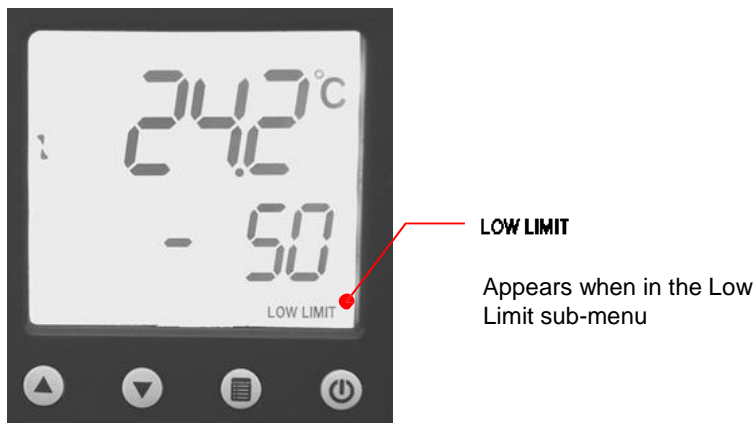 24.2 °C
- 50
LOW LIMIT
LOW LIMIT
Appears when in the Low
Limit sub-menu